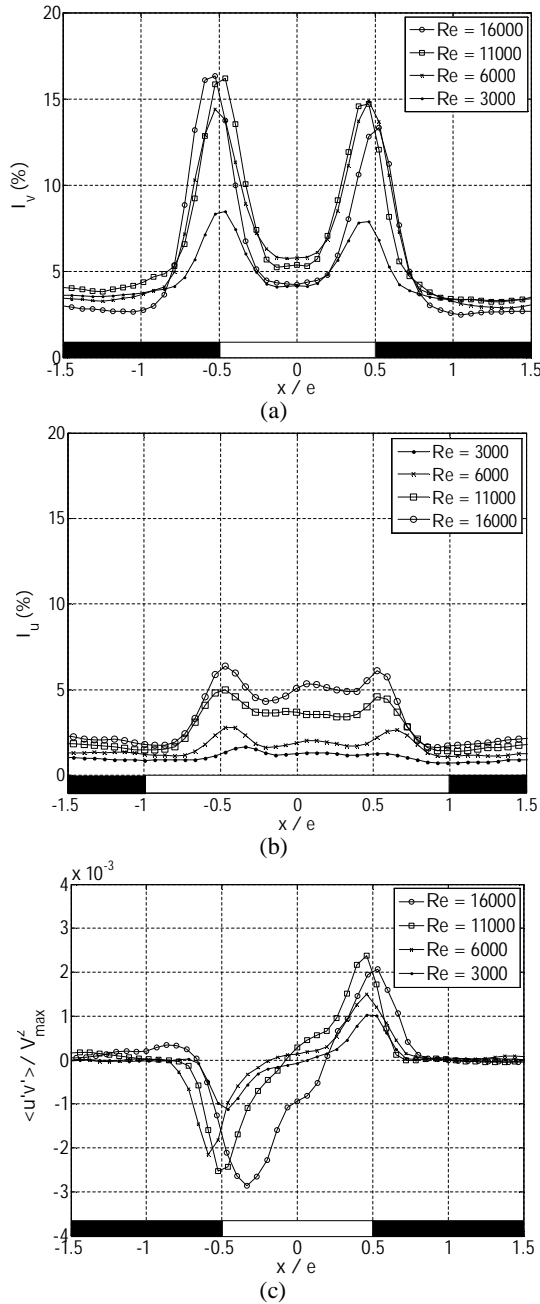 20
15
10
5
0
I_v (%)
Re = 16000
Re = 11000
Re = 6000
Re = 3000
-1.5 -1 -0.5 0 0.5 1 1.5
x / e
(a)
20
15
10
5
0
I_u (%)
Re = 3000
Re = 6000
Re = 11000
Re = 16000
-1.5 -1 -0.5 0 0.5 1 1.5
x / e
(b)
x 10^-3
4
3
2
1
0
-1
-2
-3
-4
<u'v'> / V^2_max
Re = 16000
Re = 11000
Re = 6000
Re = 3000
-1.5 -1 -0.5 0 0.5 1 1.5
x / e
(c)